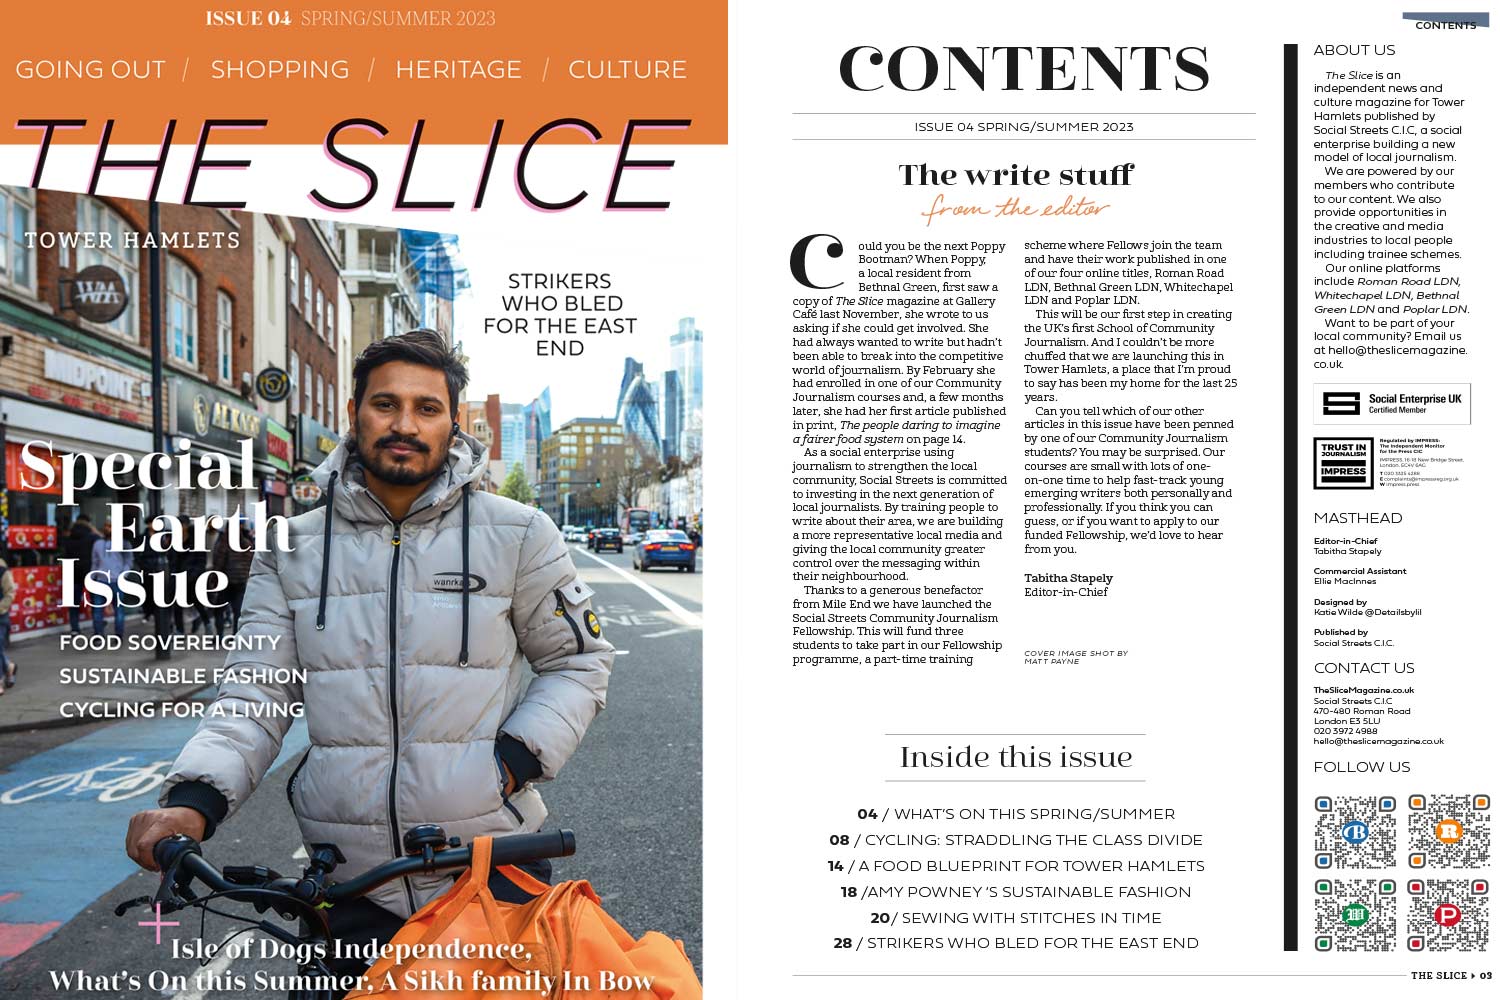 ISSUE 04 SPRING/SUMMER 2023
GOING OUT / SHOPPING / HERITAGE / CULTURE
THE SLICE
TOWER HAMLETS
STRIKERS
WHO BLED
FOR THE EAST
END
MIDPOINT
Special
Earth
Issue
FOOD SOVEREIGNTY
SUSTAINABLE FASHION
CYCLING FOR A LIVING
Isle of Dogs Independence,
What's On this Summer, A Sikh family In Bow
CONTENTS
CONTENTS
ISSUE 04 SPRING/SUMMER 2023
The write stuff
from the editor
Could you be the next Poppy
Bootman? When Poppy,
a local resident from
Bethnal Green, first saw a
copy of The Slice magazine at Gallery
Café last November, she wrote to us
asking if she could get involved. She
had always wanted to write but hadn't
been able to break into the competitive
world of journalism. By February she
had enrolled in one of our Community
Journalism courses and, a few months
later, she had her first article published
in print, The people daring to imagine
a fairer food system on page 14.
As a social enterprise using
journalism to strengthen the local
community, Social Streets is committed
to investing in the next generation of
local journalists. By training people to
write about their area, we are building
a more representative local media and
giving the local community greater
control over the messaging within
their neighbourhood.
Thanks to a generous benefactor
from Mile End we have launched the
Social Streets Community Journalism
Fellowship. This will fund three
students to take part in our Fellowship
programme, a part-time training
scheme where Fellows join the team
and have their work published in one
of our four online titles, Roman Road
LDN, Bethnal Green LDN, Whitechapel
LDN and Poplar LDN.
This will be our first step in creating
the UK's first School of Community
Journalism. And I couldn't be more
chuffed that we are launching this in
Tower Hamlets, a place that I'm proud
to say has been my home for the last 25
years.
Can you tell which of our other
articles in this issue have been penned
by one of our Community Journalism
students? You may be surprised. Our
courses are small with lots of one-
on-one time to help fast-track young
emerging writers both personally and
professionally. If you think you can
guess, or if you want to apply to our
funded Fellowship, we'd love to hear
from you.
Tabitha Stapely
Editor-in-Chief
COVER IMAGE SHOT BY
MATT PAYNE
Inside this issue
04 / WHAT'S ON THIS SPRING/SUMMER
08 / CYCLING: STRADDLING THE CLASS DIVIDE
14 / A FOOD BLUEPRINT FOR TOWER HAMLETS
18 /AMY POWNEY 'S SUSTAINABLE FASHION
20/ SEWING WITH STITCHES IN TIME
28 / STRIKERS WHO BLED FOR THE EAST END
ABOUT US
The Slice is an
independent news and
culture magazine for Tower
Hamlets published by
Social Streets C.I.C, a social
enterprise building a new
model of local journalism.
We are powered by our
members who contribute
to our content. We also
provide opportunities in
the creative and media
industries to local people
including trainee schemes.
Our online platforms
include Roman Road LDN,
Whitechapel LDN, Bethnal
Green LDN and Poplar LDN.
Want to be part of your
local community? Email us
at hello@theslicemagazine.
co.uk.
Social Enterprise UK
Certified Member
TRUST IN
JOURNALISM
IMPRESS
Regulated by IMPRESS:
The Independent Monitor
for the Press CIC
IMPRESS, 16-18 New Bridge Street,
London, EC4V 6AG
T 020 3325 4288
E complaints@impressreg.org.uk
W impress.press
MASTHEAD
Editor-in-Chief
Tabitha Stapely
Commercial Assistant
Ellie MacInnes
Designed by
Katie Wilde @Detailsbylil
Published by
Social Streets C.I.C.
CONTACT US
TheSliceMagazine.co.uk
Social Streets C.I.C
470-480 Roman Road
London E3 5LU
020 3972 4988
hello@theslicemagazine.co.uk
FOLLOW US
B
R
P
THE SLICE 03